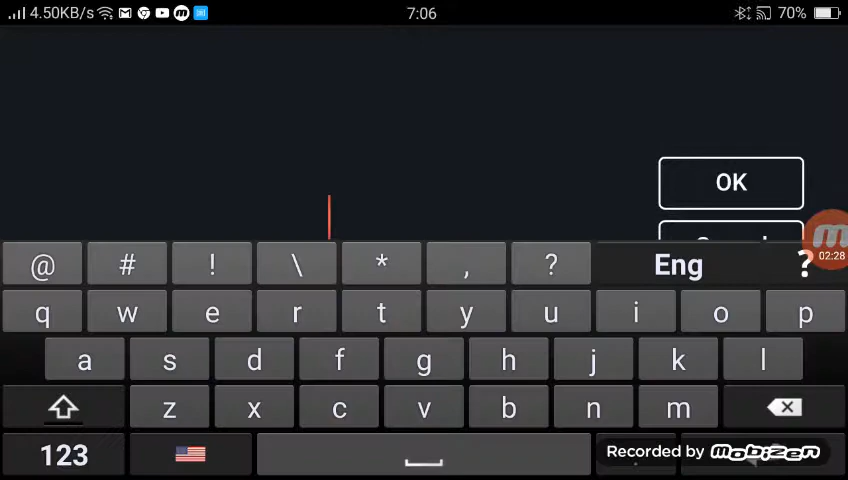 4.50KB/s 7:06 70%
OK
02:28
@ # ! \ * , ? Eng ?
q w e r t y u i o p
a s d f g h j k l
z x c v b n m
123
Recorded by Mobizen